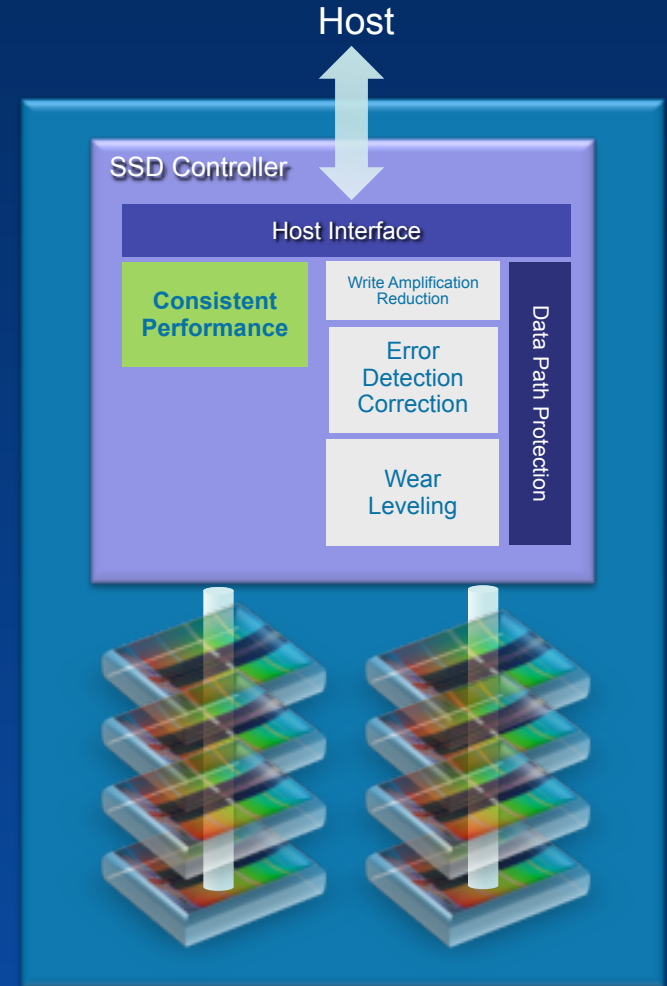 Host
SSD Controller
Host Interface
Consistent
Performance
Write Amplification
Reduction
Error
Detection
Correction
Wear
Leveling
Data Path Protection